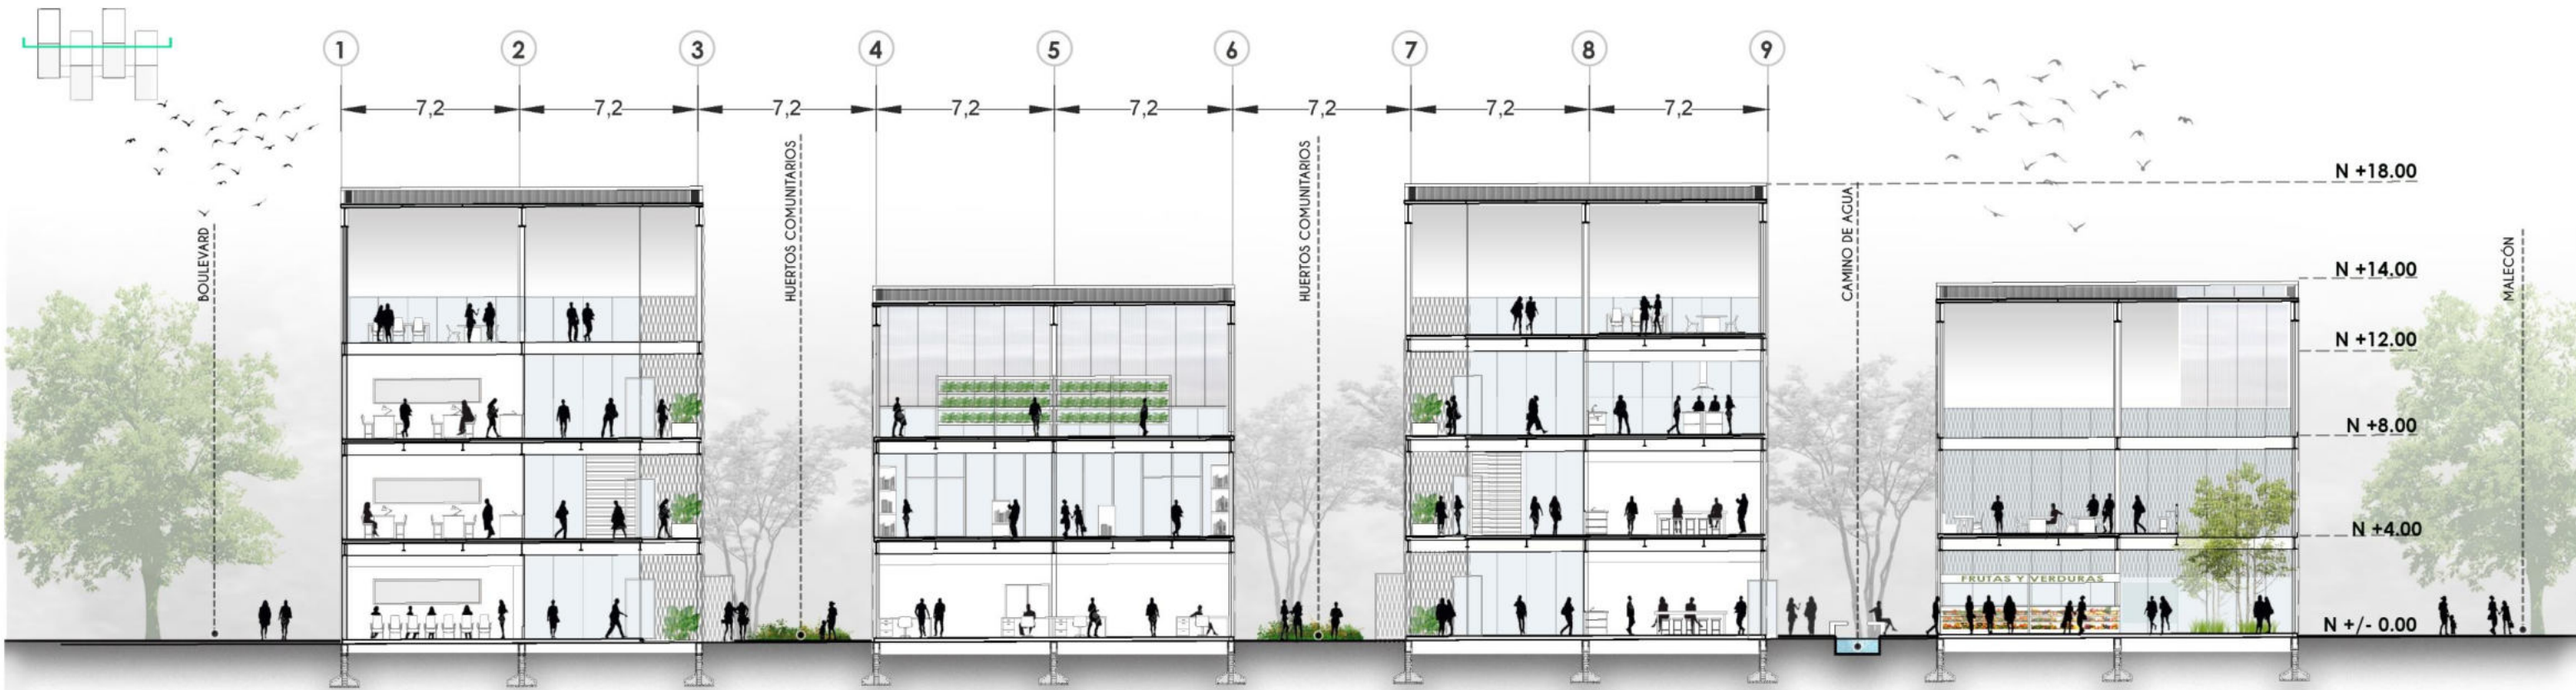 1 2 3 4 5 6 7 8 9
7,2 7,2 7,2 7,2 7,2 7,2 7,2 7,2
BOULEVARD
HUERTOS COMUNITARIOS
HUERTOS COMUNITARIOS
CAMINO DE AGUA
MALECÓN
N +18.00
N +14.00
N +12.00
N +8.00
N +4.00
FRUTAS Y VERDURAS
N +/- 0.00